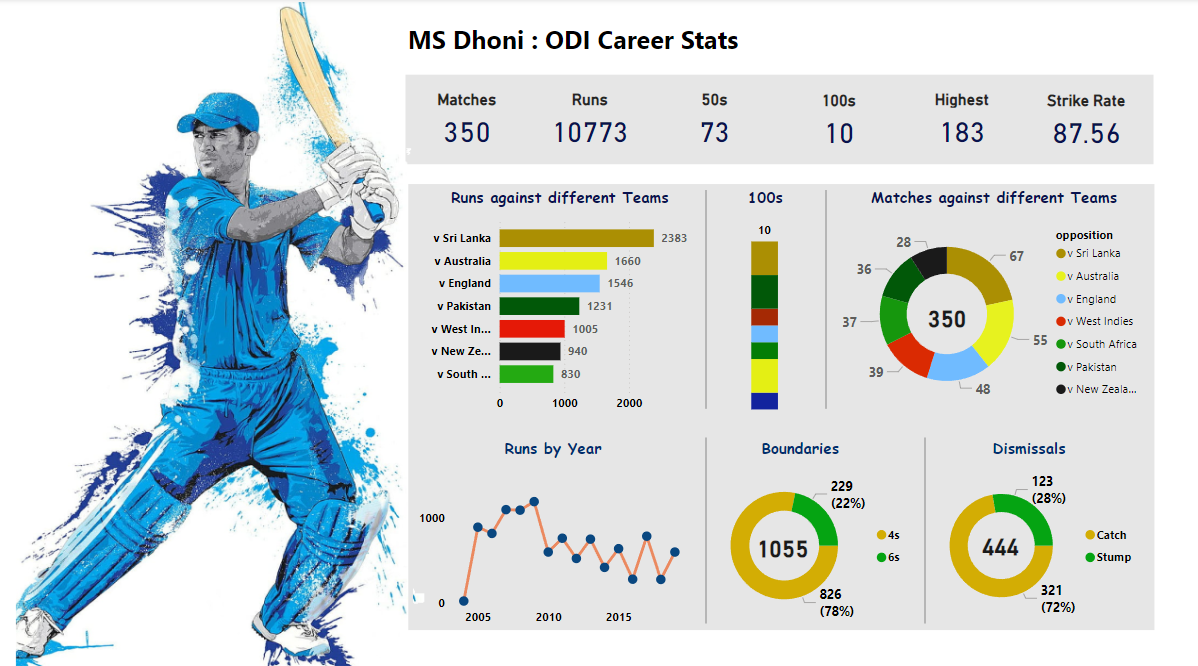 MS Dhoni : ODI Career Stats
Matches Runs 50s 100s Highest Strike Rate
350 10773 73 10 183 87.56
Runs against different Teams
v Sri Lanka 2383
v Australia 1660
v England 1546
v Pakistan 1231
v West In... 1005
v New Ze... 940
v South ... 830
0 1000 2000
100s
10
Matches against different Teams
28
67
36
37
39
48
55
350
opposition
v Sri Lanka
v Australia
v England
v West Indies
v South Africa
v Pakistan
v New Zeala...
Runs by Year
1000
0
2005 2010 2015
Boundaries
229
(22%)
1055
826
(78%)
4s
6s
Dismissals
123
(28%)
444
321
(72%)
Catch
Stump